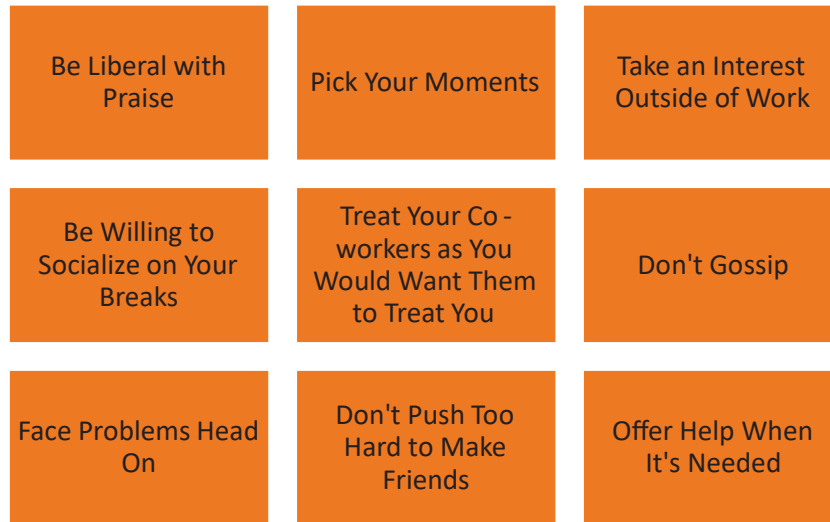 Be Liberal with
Praise
Pick Your Moments
Take an Interest
Outside of Work
Be Willing to
Socialize on Your
Breaks
Treat Your Co -
workers as You
Would Want Them
to Treat You
Don't Gossip
Face Problems Head
On
Don't Push Too
Hard to Make
Friends
Offer Help When
It's Needed